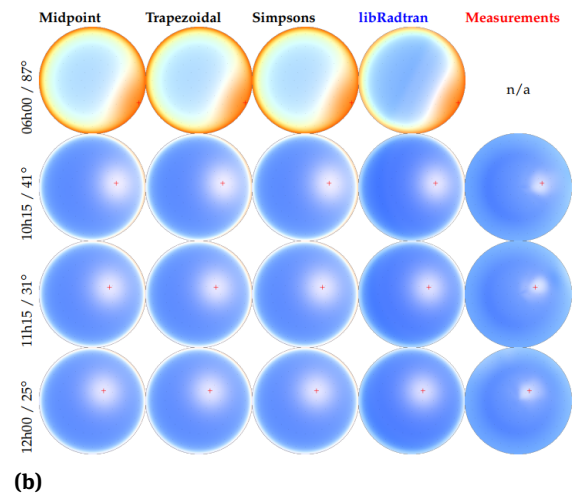 Midpoint Trapezoidal Simpsons libRadtran Measurements
06h00 / 87°
n/a
10h15 / 41°
11h15 / 31°
12h00 / 25°
(b)